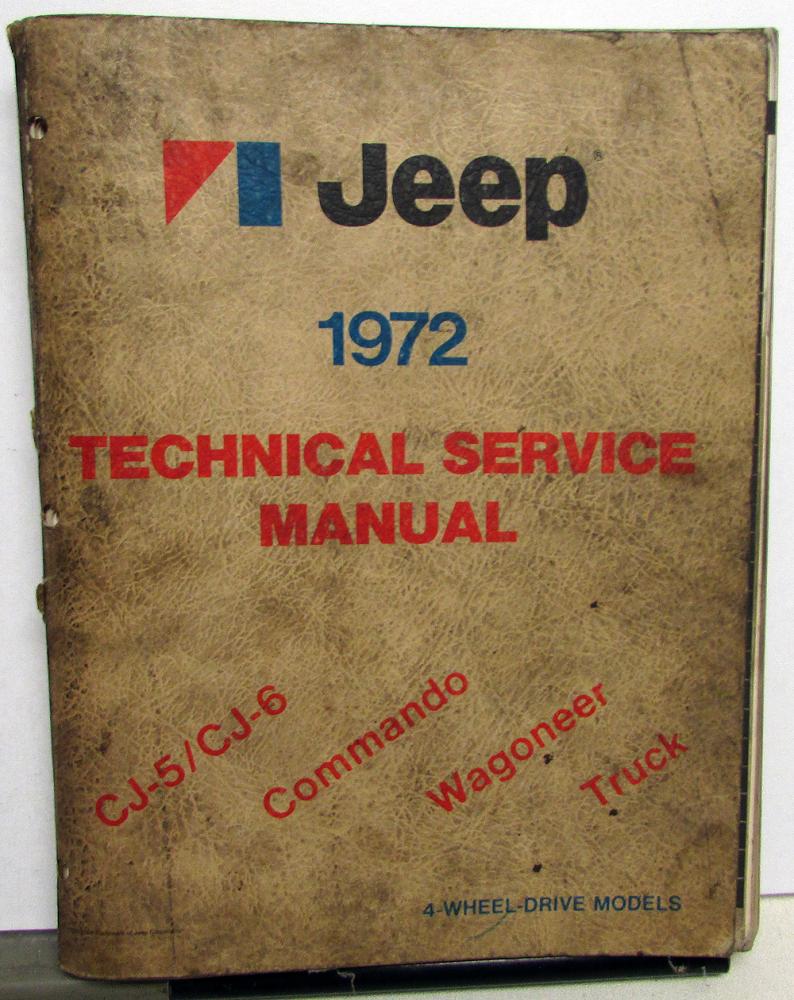 Jeep®
1972
TECHNICAL SERVICE
MANUAL
CJ-5/CJ-6
Commando
Wagoneer
Truck
4-WHEEL-DRIVE MODELS